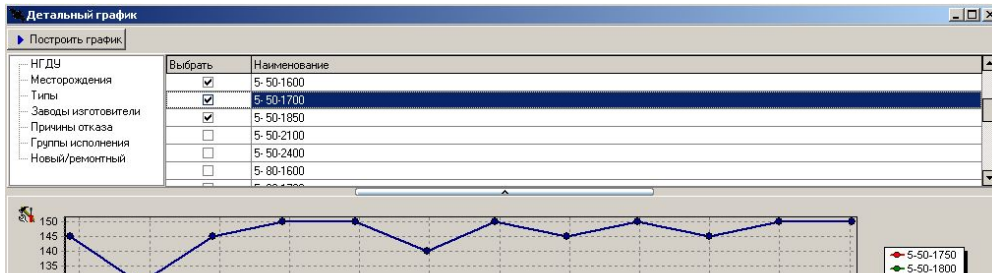 Детальный график
Построить график
НГДУ
Месторождения
Типы
Заводы изготовители
Причины отказа
Группы исполнения
Новый/ремонтный
Выбрать Наименование
5- 50-1600
5- 50-1700
5- 50-1850
5- 50-2100
5- 50-2400
5- 80-1600
150
145
140
135
5-50-1750
5-50-1800